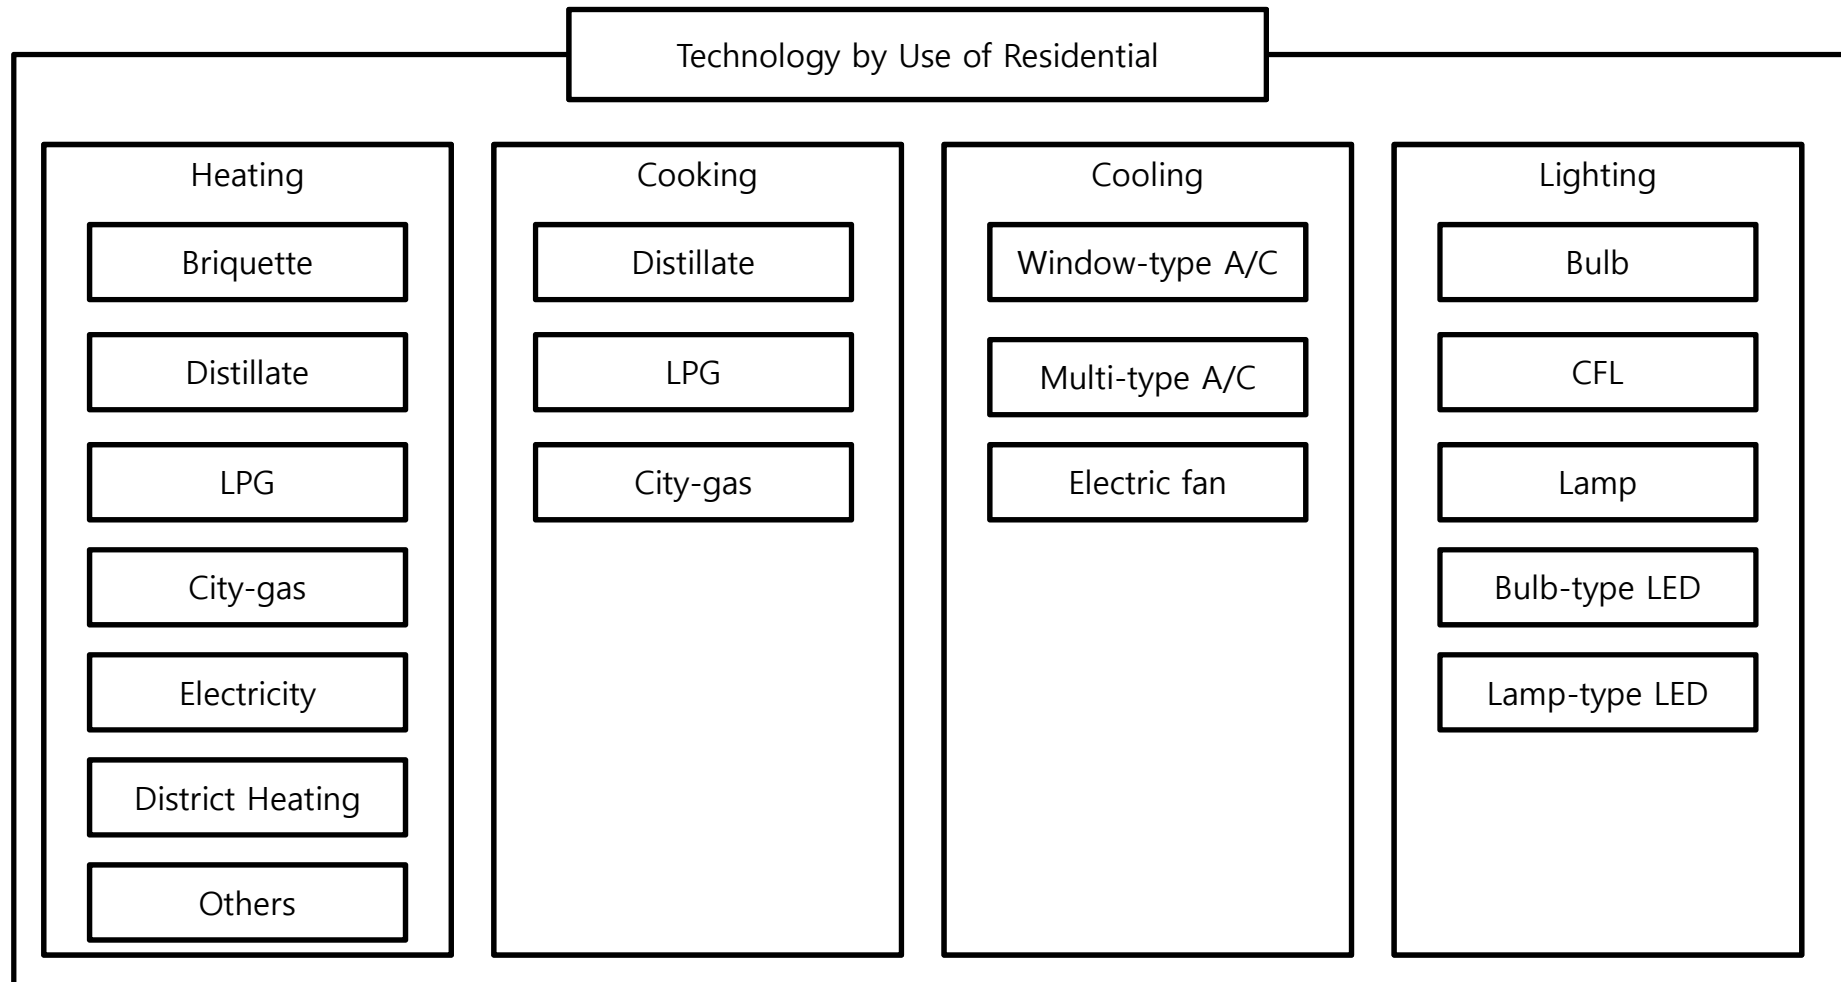 Technology by Use of Residential
Heating
Briquette
Distillate
LPG
City-gas
Electricity
District Heating
Others
Cooking
Distillate
LPG
City-gas
Cooling
Window-type A/C
Multi-type A/C
Electric fan
Lighting
Bulb
CFL
Lamp
Bulb-type LED
Lamp-type LED